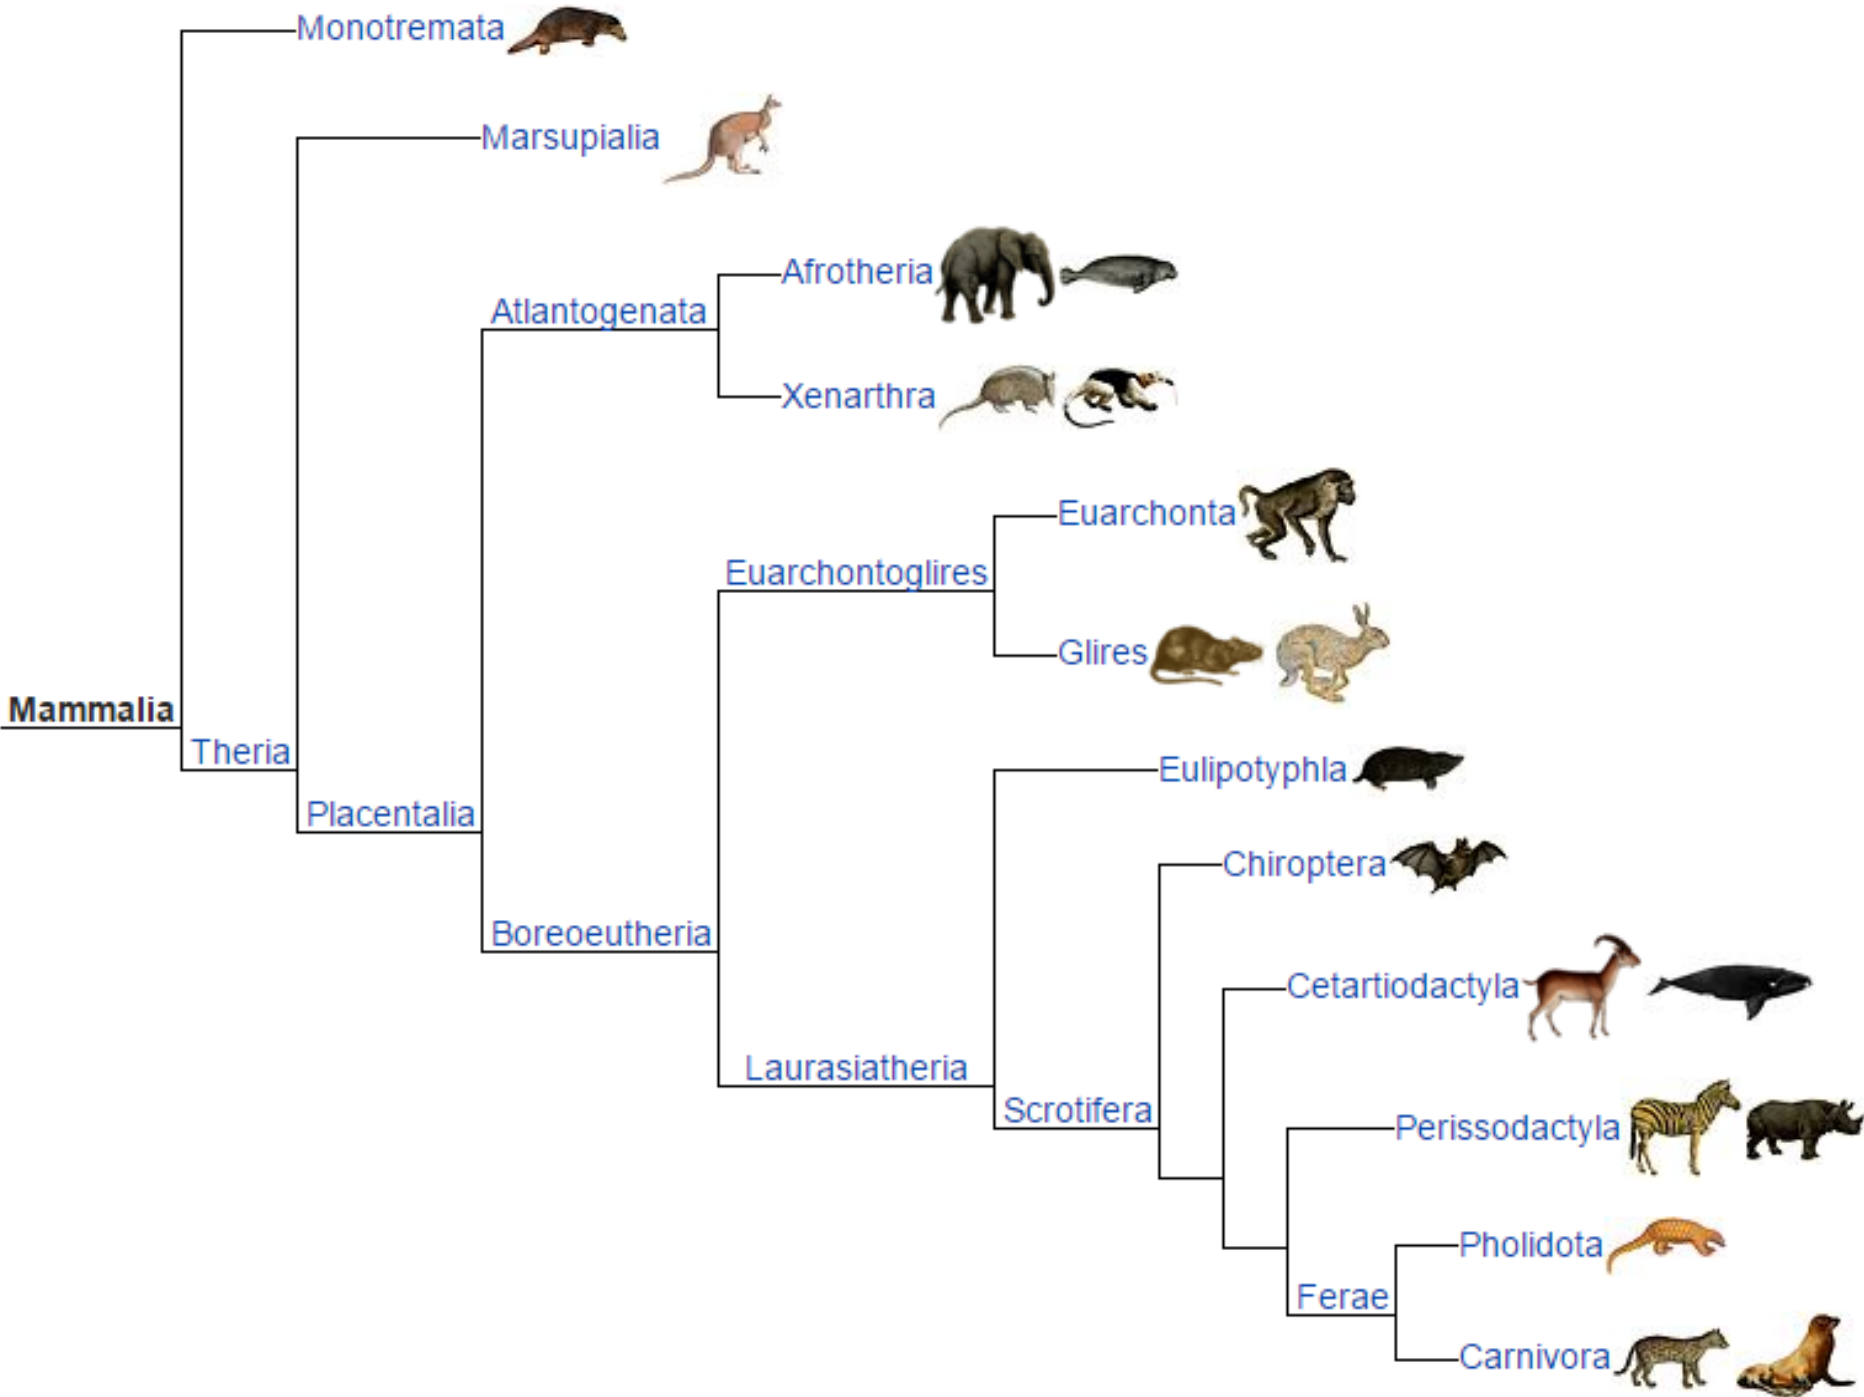 Monotremata
Marsupialia
Afrotheria
Atlantogenata
Xenarthra
Euarchonta
Euarchontoglires
Glires
Mammalia
Theria
Eulipotyphla
Placentalia
Chiroptera
Boreoeutheria
Cetartiodactyla
Laurasiatheria
Scrotifera
Perissodactyla
Pholidota
Ferae
Carnivora